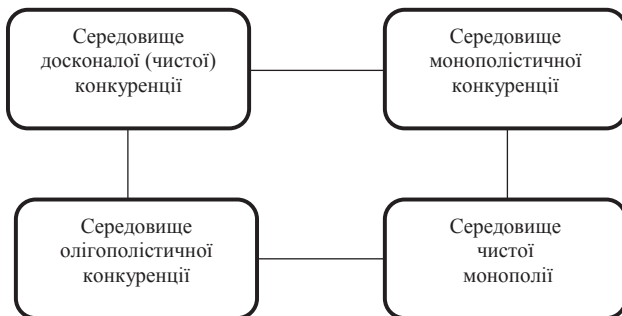 Середовище
досконалої (чистої)
конкуренції
Середовище
монополістичної
конкуренції
Середовище
олігополістичної
конкуренції
Середовище
чистої
монополії